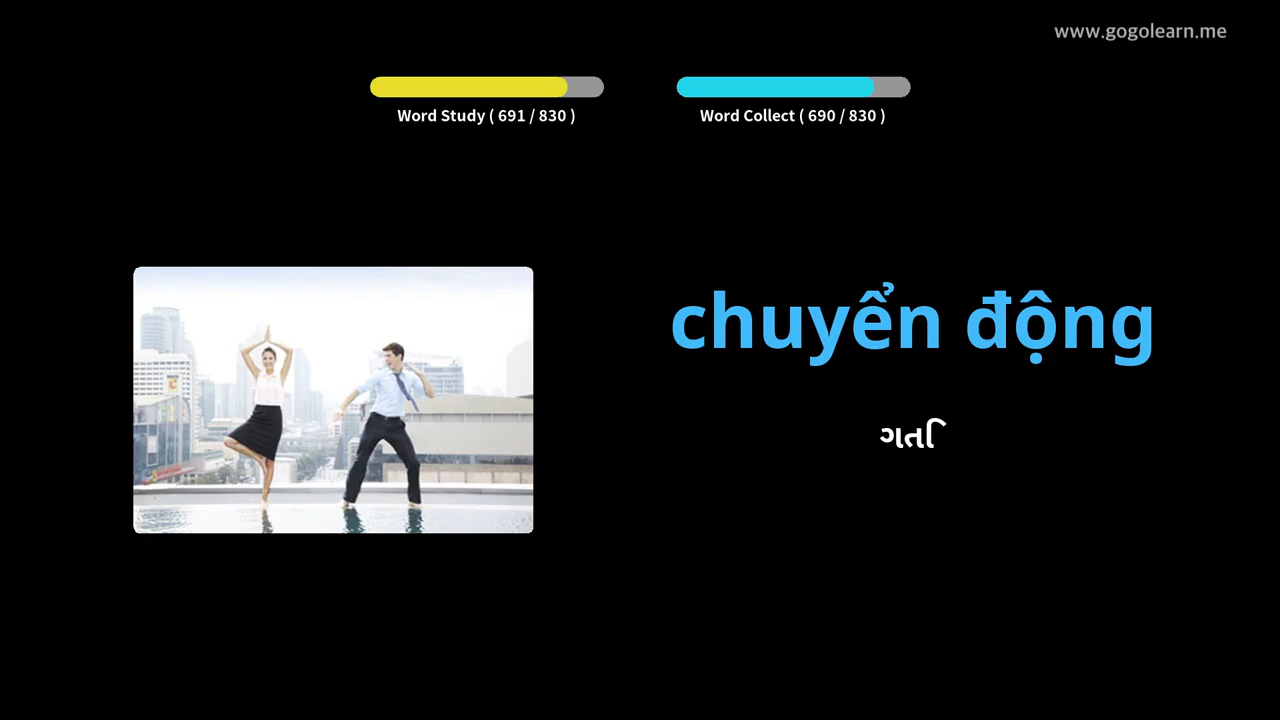 www.gogolearn.me
Word Study ( 691 / 830 )
Word Collect ( 690 / 830 )
chuyển động
ગતિ